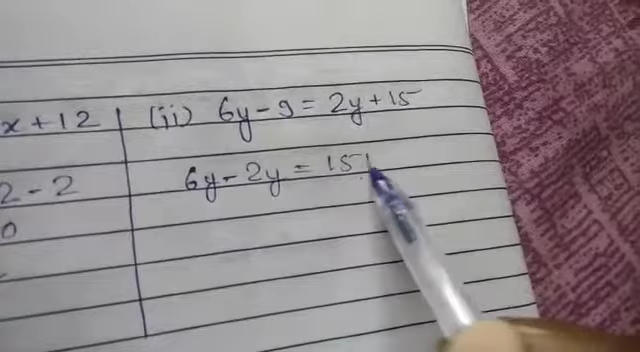 x + 12
2 - 2
0
(ii) 6y - 9 = 2y + 15
6y - 2y = 15